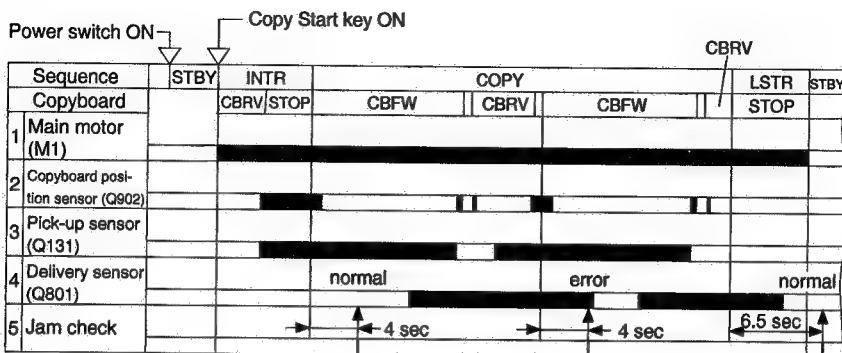 Copy Start key ON
Power switch ON
CBRV
Sequence STBY INTR COPY LSTR STBY
Copyboard CBRV STOP CBFW CBRV CBFW STOP
1 Main motor
(M1)
2 Copyboard posi-
tion sensor (Q902)
3 Pick-up sensor
(Q131)
4 Delivery sensor
(Q801)
normal error normal
5 Jam check 4 sec 4 sec 6.5 sec